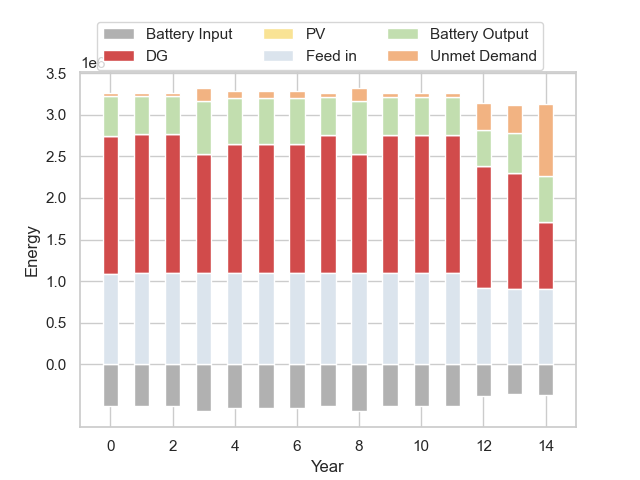 Battery Input PV Battery Output
DG Feed in Unmet Demand
1e6
3.5
3.0
2.5
2.0
1.5
1.0
0.5
0.0
Energy
0 2 4 6 8 10 12 14
Year